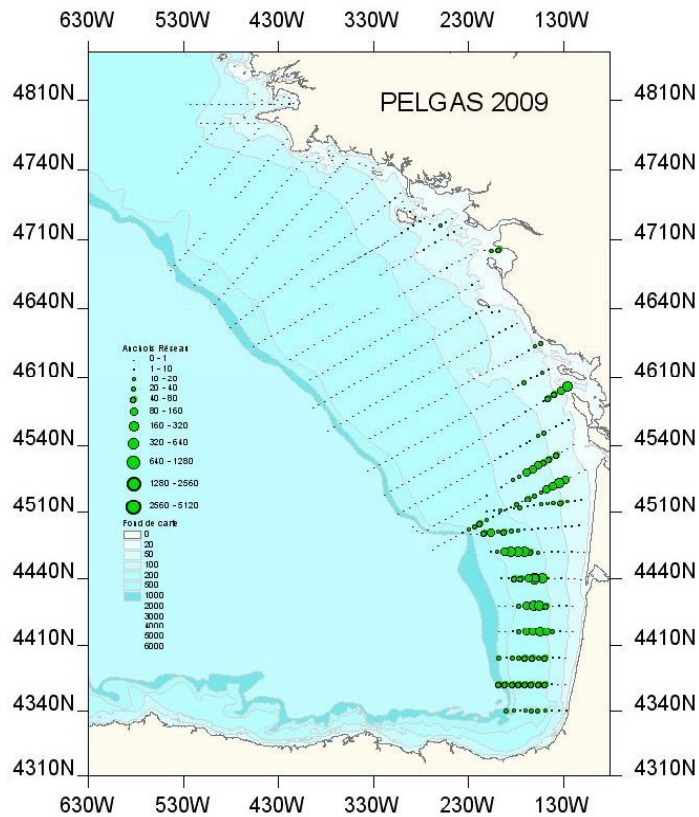 630W 530W 430W 330W 230W 130W
PELGAS 2009
4810N 4810N
4740N 4740N
4710N 4710N
4640N 4640N
4610N 4610N
4540N 4540N
4510N 4510N
4440N 4440N
4410N 4410N
4340N 4340N
4310N 4310N
Anchois Réseau
0 - 1
1 - 10
10 - 20
20 - 40
40 - 80
80 - 160
160 - 320
320 - 640
640 - 1280
1280 - 2560
2560 - 5120
Fond de carte
0
20
50
100
200
500
1000
2000
3000
4000
5000
6000
630W 530W 430W 330W 230W 130W